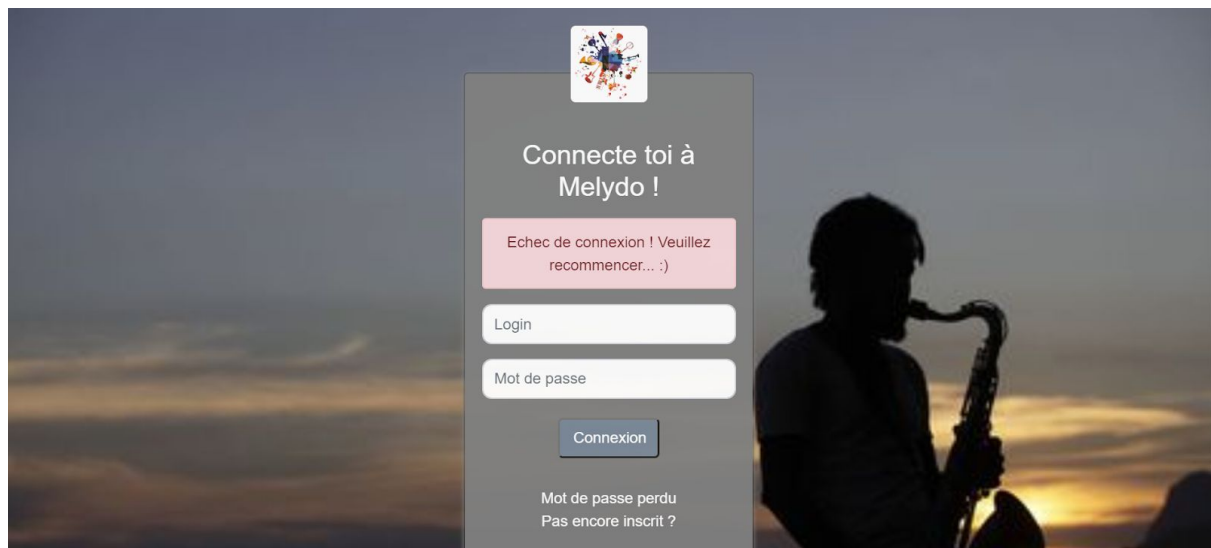 Connecte toi à
Melydo !
Echec de connexion ! Veuillez
recommencer... :)
Login
Mot de passe
Connexion
Mot de passe perdu
Pas encore inscrit ?